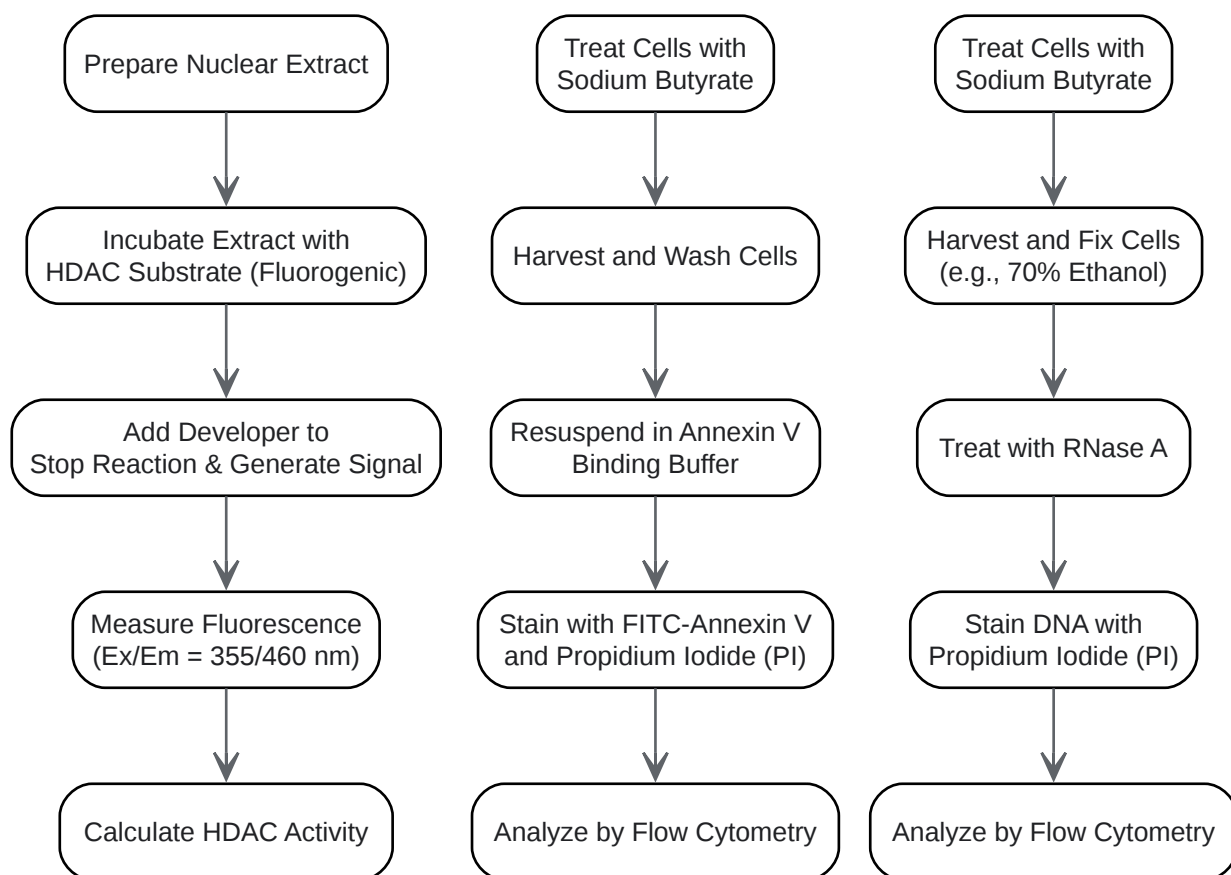 Prepare Nuclear Extract
Incubate Extract with
HDAC Substrate (Fluorogenic)
Add Developer to
Stop Reaction & Generate Signal
Measure Fluorescence
(Ex/Em = 355/460 nm)
Calculate HDAC Activity
Treat Cells with
Sodium Butyrate
Harvest and Wash Cells
Resuspend in Annexin V
Binding Buffer
Stain with FITC-Annexin V
and Propidium Iodide (PI)
Analyze by Flow Cytometry
Treat Cells with
Sodium Butyrate
Harvest and Fix Cells
(e.g., 70% Ethanol)
Treat with RNase A
Stain DNA with
Propidium Iodide (PI)
Analyze by Flow Cytometry